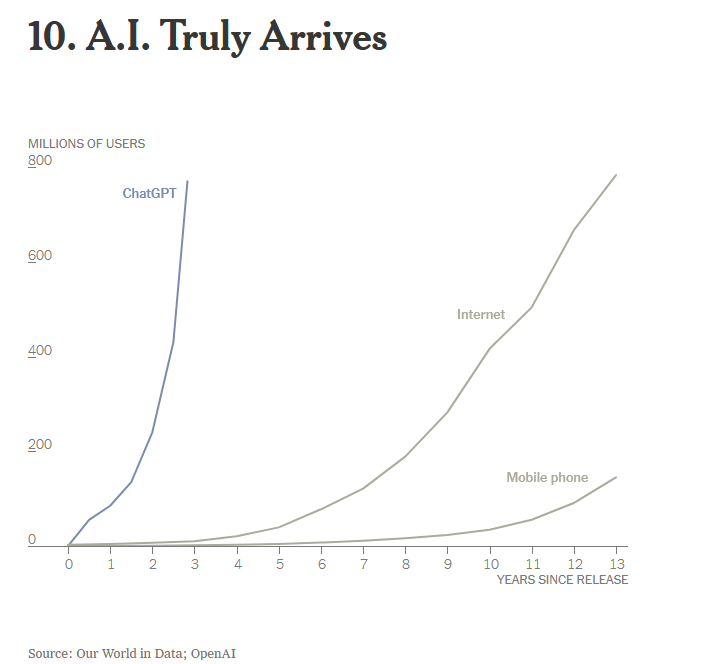 10. A.I. Truly Arrives
MILLIONS OF USERS
800
ChatGPT
600
Internet
400
200
Mobile phone
0
0 1 2 3 4 5 6 7 8 9 10 11 12 13
YEARS SINCE RELEASE
Source: Our World in Data; OpenAI